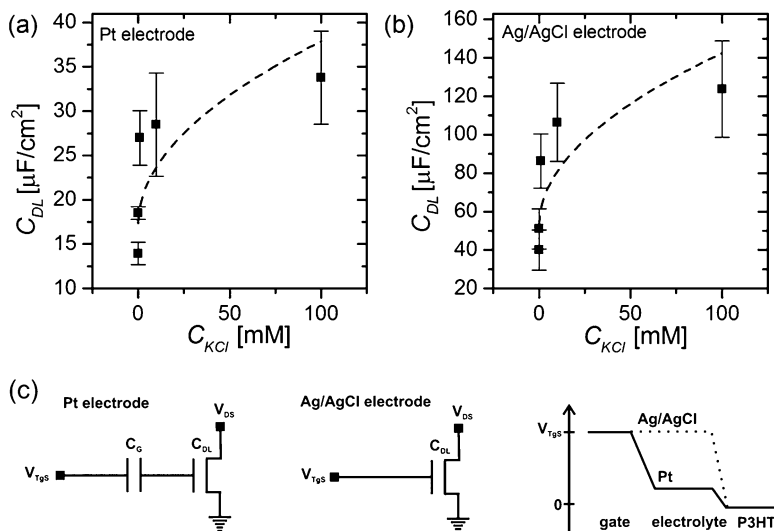 (a)
Pt electrode
C_DL [μF/cm²]
40
35
30
25
20
15
10
0
50
100
C_KCl [mM]
(b)
Ag/AgCl electrode
C_DL [μF/cm²]
160
140
120
100
80
60
40
20
0
50
100
C_KCl [mM]
(c)
Pt electrode
V_TgS
C_G
C_DL
V_DS
Ag/AgCl electrode
V_TgS
C_DL
V_DS
V_TgS
0
Ag/AgCl
Pt
gate electrolyte P3HT